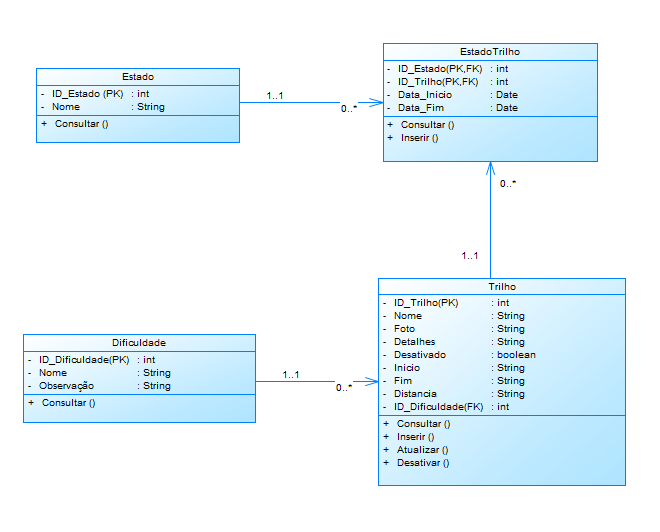 Estado
- ID_Estado (PK) : int
- Nome : String
+ Consultar ()
EstadoTrilho
- ID_Estado(PK,FK) : int
- ID_Trilho(PK,FK) : int
- Data_Inicio : Date
- Data_Fim : Date
+ Consultar ()
+ Inserir ()
1..1
0..*
0..*
1..1
Dificuldade
- ID_Dificuldade(PK) : int
- Nome : String
- Observação : String
+ Consultar ()
1..1
0..*
Trilho
- ID_Trilho(PK) : int
- Nome : String
- Foto : String
- Detalhes : String
- Desativado : boolean
- Inicio : String
- Fim : String
- Distancia : String
- ID_Dificuldade(FK) : int
+ Consultar ()
+ Inserir ()
+ Atualizar ()
+ Desativar ()